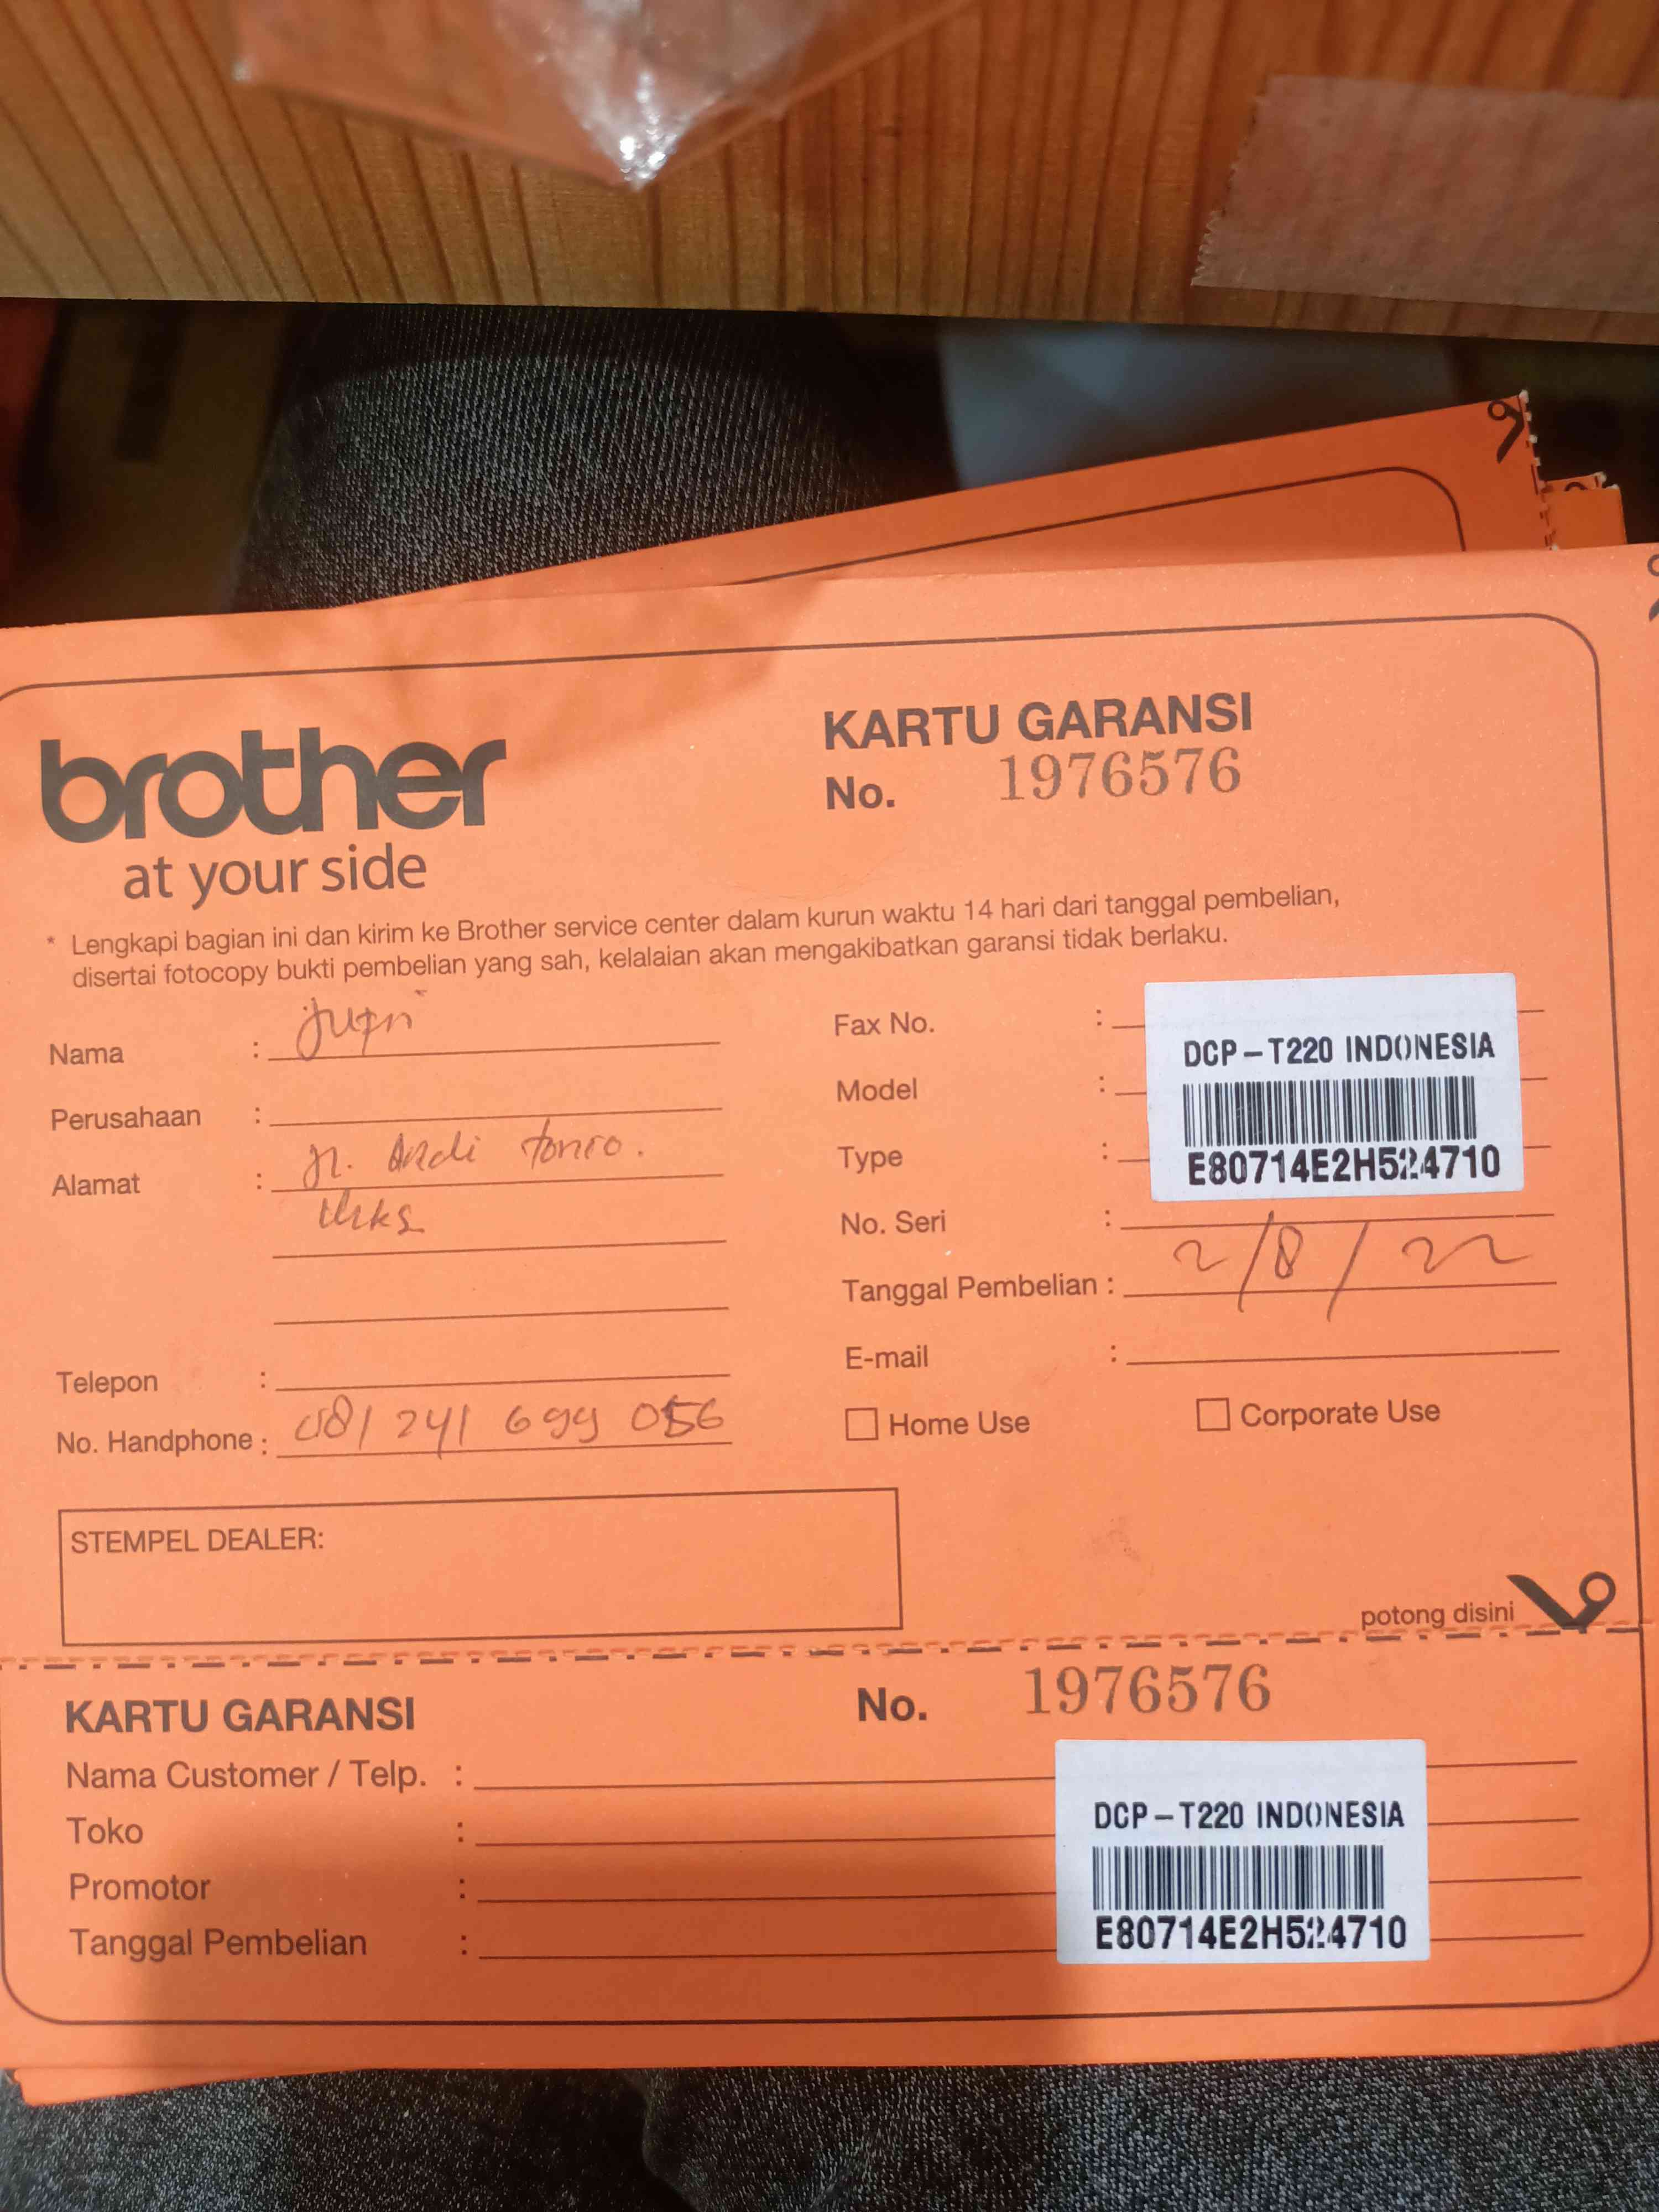 brother
at your side
KARTU GARANSI
No. 1976576
* Lengkapi bagian ini dan kirim ke Brother service center dalam kurun waktu 14 hari dari tanggal pembelian,
disertai fotocopy bukti pembelian yang sah, kelalaian akan mengakibatkan garansi tidak berlaku.
Nama :
Perusahaan :
Alamat : Jl. Andi tonro.
Mks
Telepon :
No. Handphone : 081 241 699 056
Fax No. :
Model :
Type :
No. Seri :
DCP-T220 INDONESIA
E80714E2H524710
Tanggal Pembelian : 2/8/22
E-mail :
Home Use
Corporate Use
STEMPEL DEALER:
potong disini
KARTU GARANSI
No. 1976576
Nama Customer / Telp. :
Toko :
Promotor :
Tanggal Pembelian :
DCP-T220 INDONESIA
E80714E2H524710